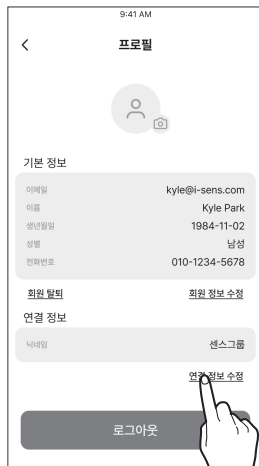 9:41 AM
프로필
기본 정보
이메일 kyle@i-sens.com
이름 Kyle Park
생년월일 1984-11-02
성별 남성
전화번호 010-1234-5678
회원 탈퇴 회원 정보 수정
연결 정보
닉네임 센스그룹
연결 정보 수정
로그아웃